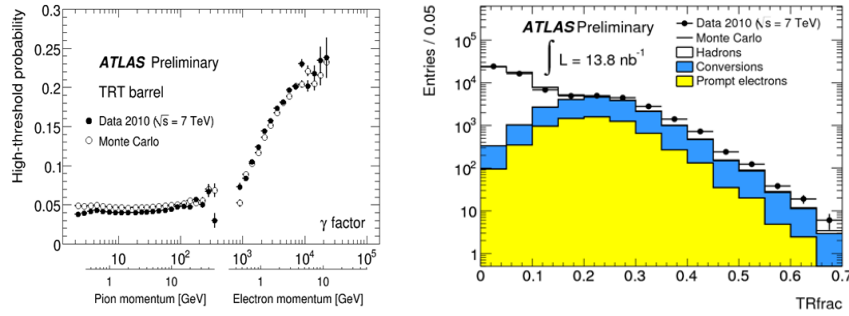 High-threshold probability
0.3
0.25
0.2
0.15
0.1
0.05
0
ATLAS Preliminary
TRT barrel
Data 2010 (√s = 7 TeV)
Monte Carlo
γ factor
10 10² 10³ 10⁴ 10⁵
1 10 1 10
Pion momentum [GeV] Electron momentum [GeV]
Entries / 0.05
10⁵
10⁴
10³
10²
10
1
ATLAS Preliminary
∫ L = 13.8 nb⁻¹
Data 2010 (√s = 7 TeV)
Monte Carlo
Hadrons
Conversions
Prompt electrons
0 0.1 0.2 0.3 0.4 0.5 0.6 0.7
TRfrac